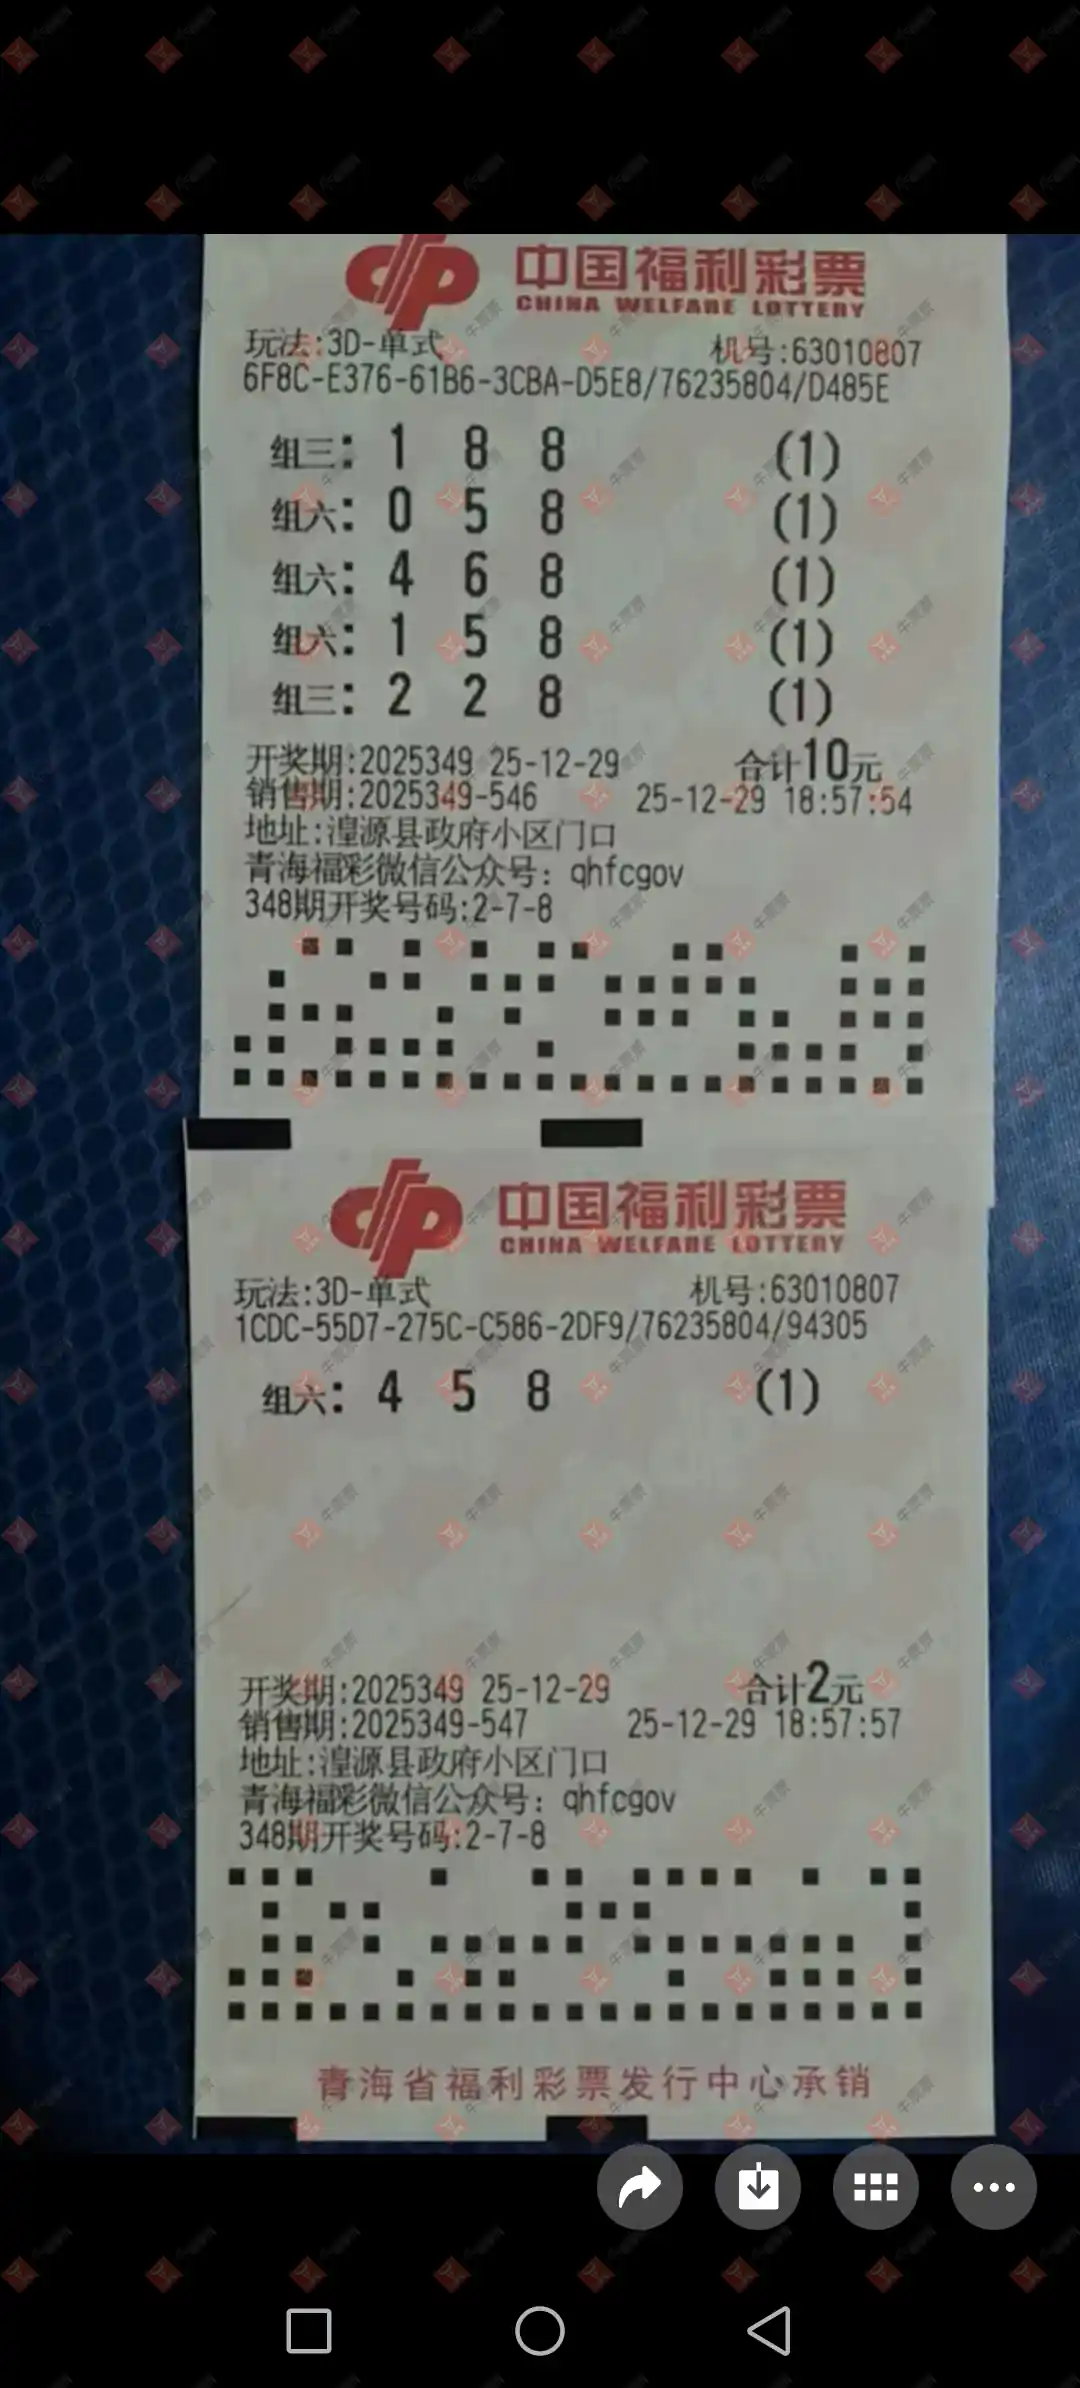 中国福利彩票
CHINA WELFARE LOTTERY
玩法:3D-单式 机号:63010807
6F8C-E376-61B6-3CBA-D5E8/76235804/D485E
组三: 1 8 8 (1)
组六: 0 5 8 (1)
组六: 4 6 8 (1)
组六: 1 5 8 (1)
组三: 2 2 8 (1)
开奖期:2025349 25-12-29 合计10元
销售期:2025349-546 25-12-29 18:57:54
地址:湟源县政府小区门口
青海福彩微信公众号: qhfcgov
348期开奖号码:2-7-8
中国福利彩票
CHINA WELFARE LOTTERY
玩法:3D-单式 机号:63010807
1CDC-55D7-275C-C586-2DF9/76235804/94305
组六: 4 5 8 (1)
开奖期:2025349 25-12-29 合计2元
销售期:2025349-547 25-12-29 18:57:57
地址:湟源县政府小区门口
青海福彩微信公众号: qhfcgov
348期开奖号码:2-7-8
青海省福利彩票发行中心承销